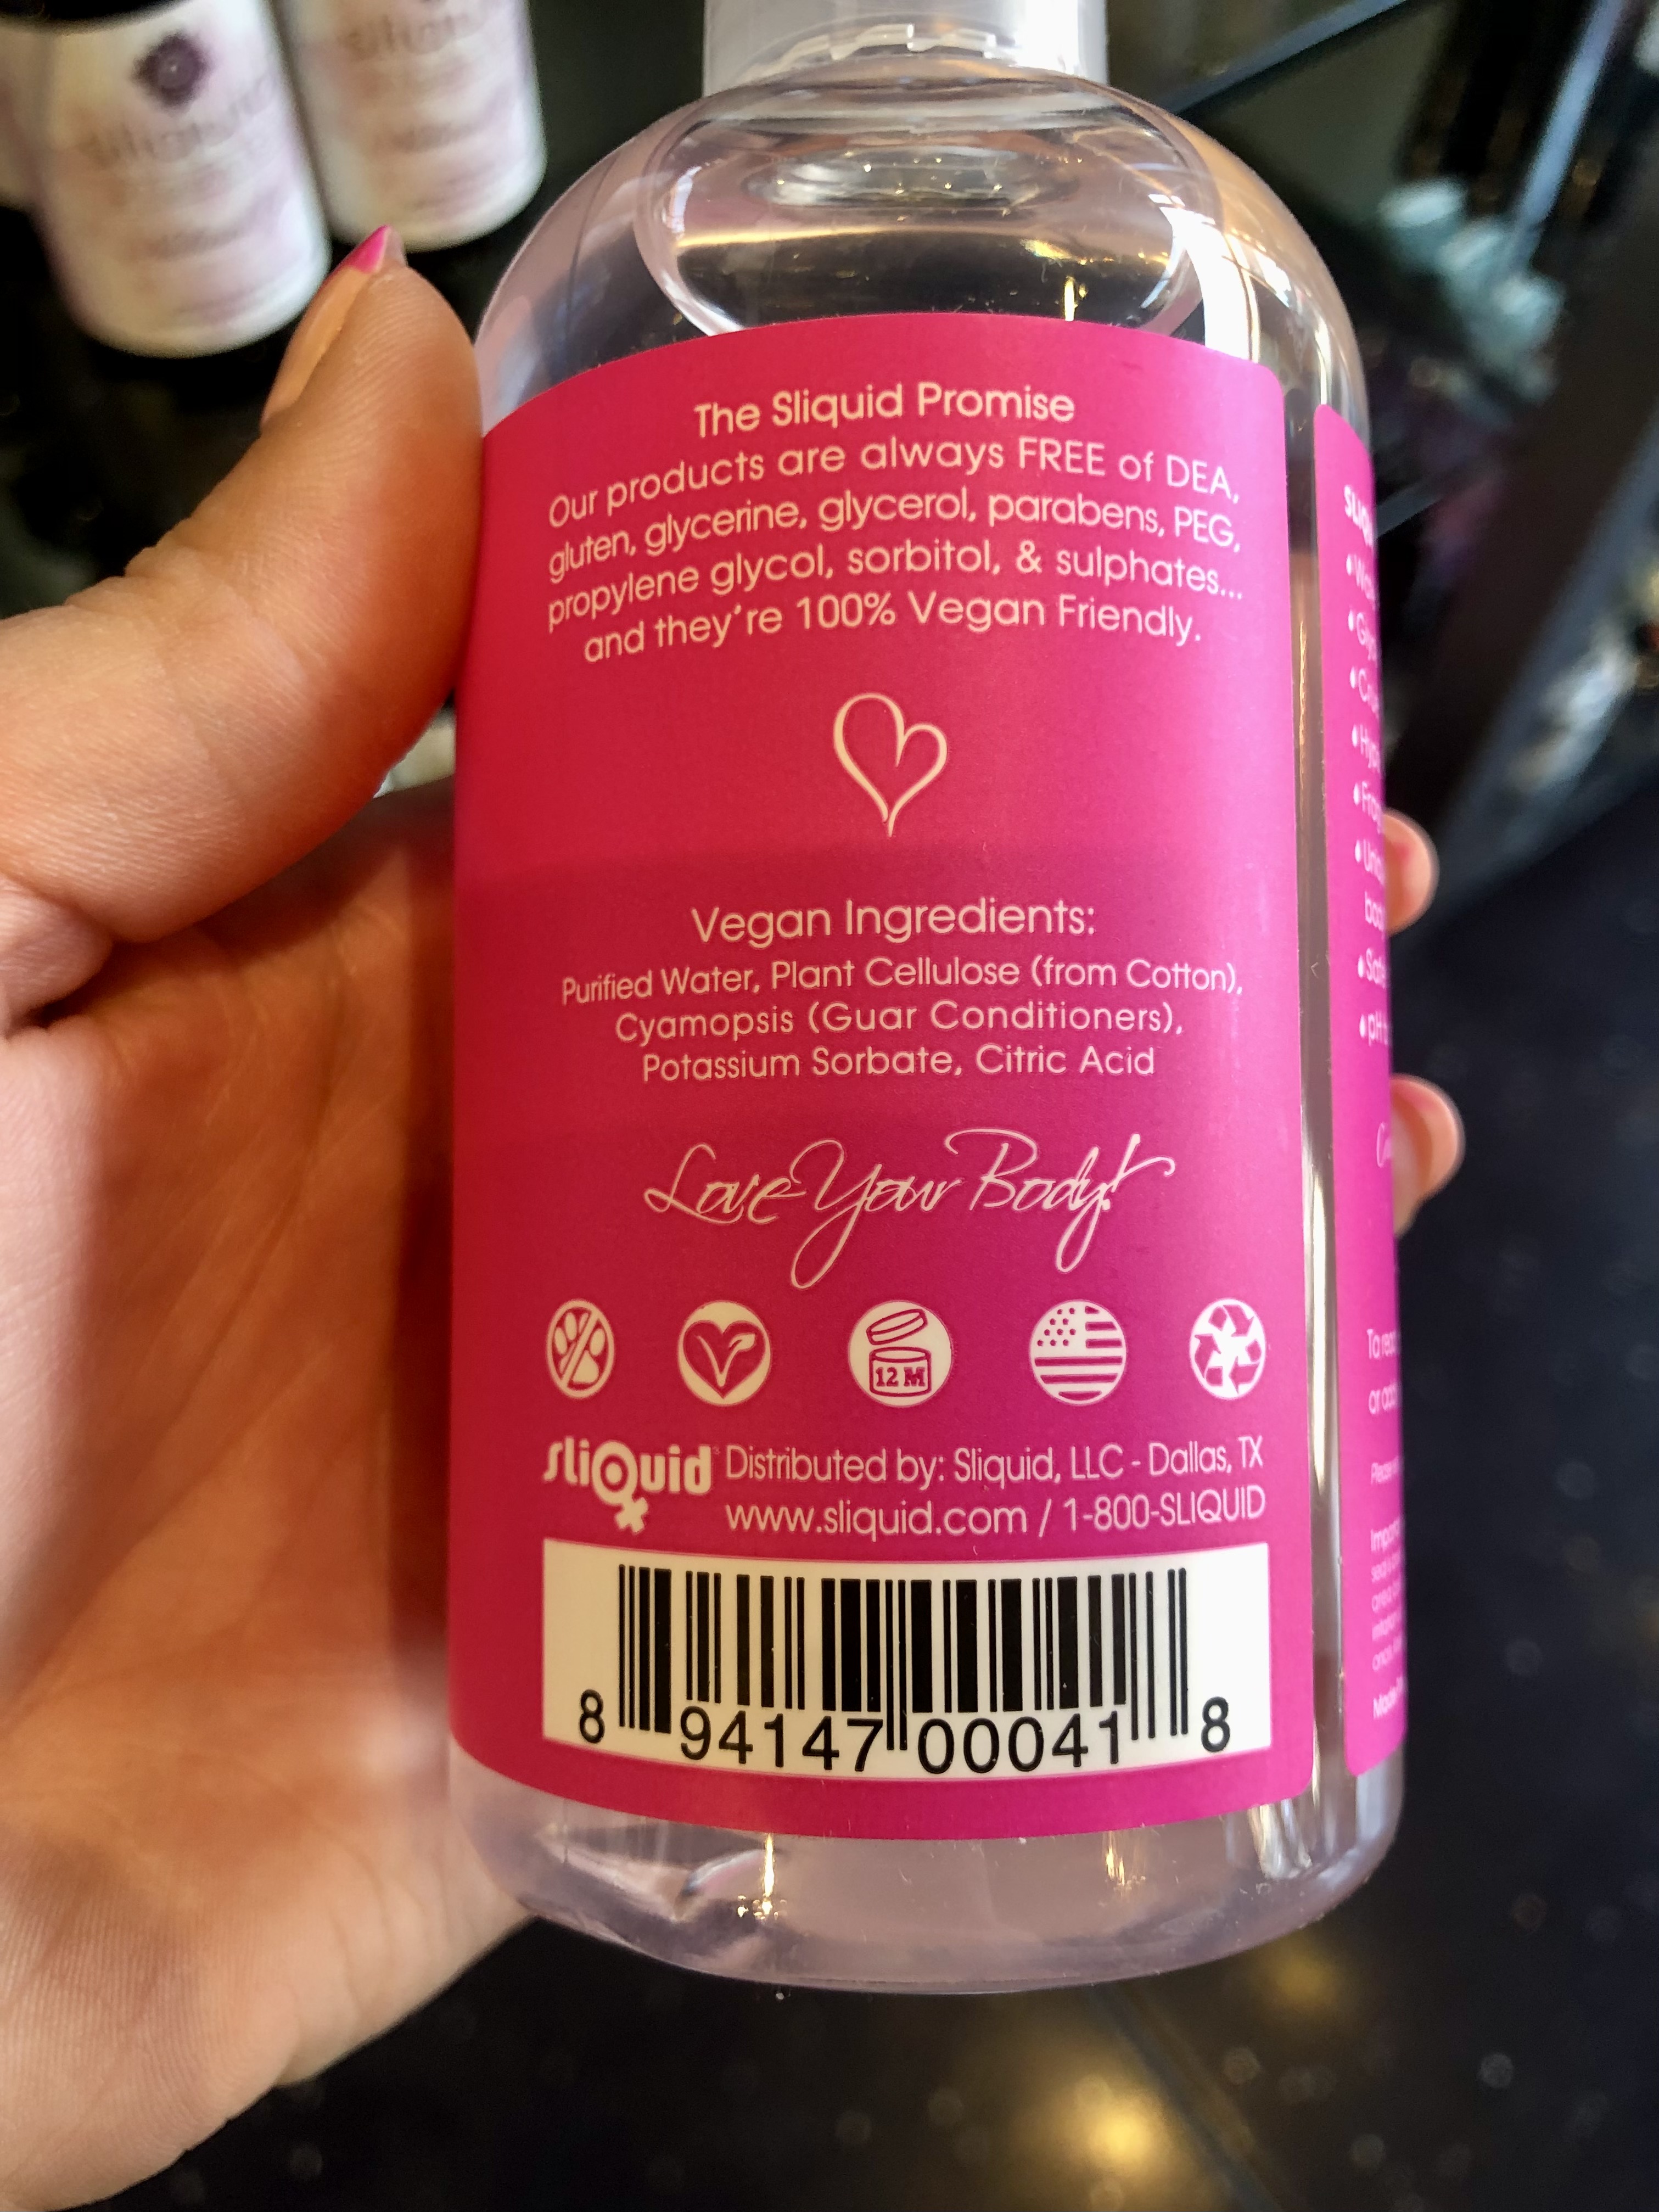 The Sliquid Promise
Our products are always FREE of DEA,
gluten, glycerine, glycerol, parabens, PEG,
propylene glycol, sorbitol, & sulphates...
and they're 100% Vegan Friendly.
Vegan Ingredients:
Purified Water, Plant Cellulose (from Cotton),
Cyamopsis (Guar Conditioners),
Potassium Sorbate, Citric Acid
Love Your Body!
12 M
sliquid Distributed by: Sliquid, LLC - Dallas, TX
www.sliquid.com / 1-800-SLIQUID
8 94147 00041 8